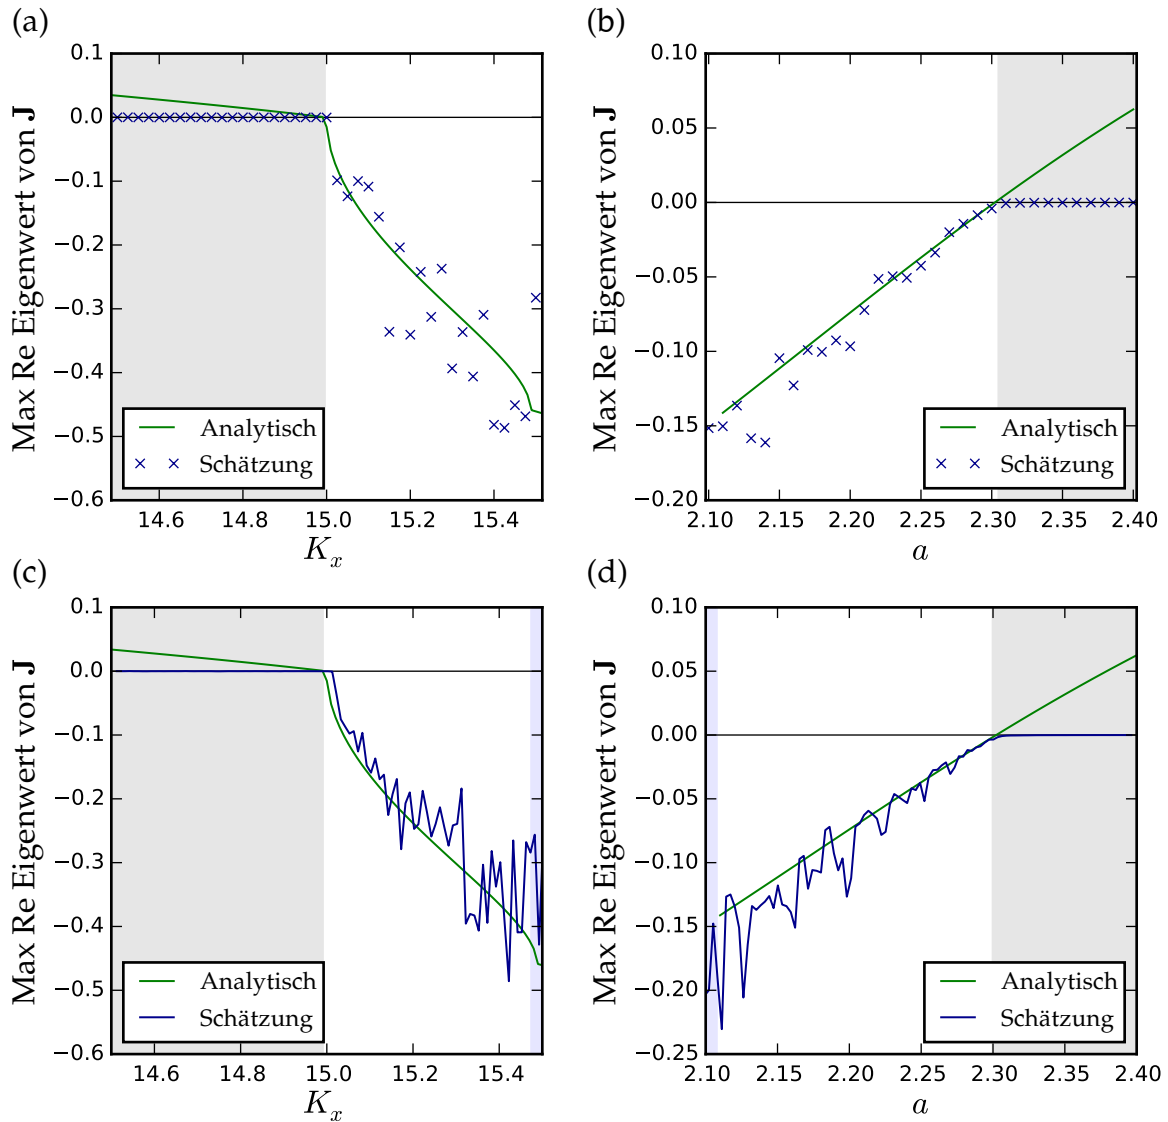 (a)
0.1
0.0
−0.1
−0.2
−0.3
−0.4
−0.5
−0.6
Max Re Eigenwert von J
Analytisch
Schätzung
14.6 14.8 15.0 15.2 15.4
K_x
(b)
0.10
0.05
0.00
−0.05
−0.10
−0.15
−0.20
Max Re Eigenwert von J
Analytisch
Schätzung
2.10 2.15 2.20 2.25 2.30 2.35 2.40
a
(c)
0.1
0.0
−0.1
−0.2
−0.3
−0.4
−0.5
−0.6
Max Re Eigenwert von J
Analytisch
Schätzung
14.6 14.8 15.0 15.2 15.4
K_x
(d)
0.10
0.05
0.00
−0.05
−0.10
−0.15
−0.20
−0.25
Max Re Eigenwert von J
Analytisch
Schätzung
2.10 2.15 2.20 2.25 2.30 2.35 2.40
a